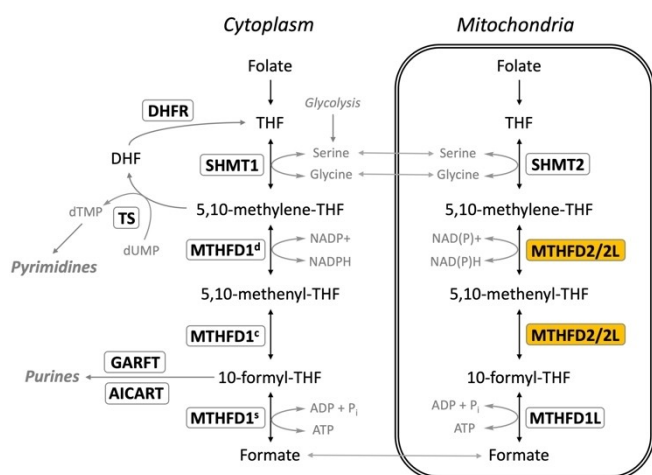 Cytoplasm
Mitochondria
Folate
Folate
Glycolysis
DHFR
THF
THF
DHF
SHMT1
Serine
Glycine
Serine
Glycine
SHMT2
dTMP
TS
dUMP
5,10-methylene-THF
5,10-methylene-THF
Pyrimidines
MTHFD1ᵈ
NADP+
NADPH
NAD(P)+
NAD(P)H
MTHFD2/2L
5,10-methenyl-THF
5,10-methenyl-THF
MTHFD1ᶜ
MTHFD2/2L
GARFT
Purines
AICART
10-formyl-THF
10-formyl-THF
MTHFD1ˢ
ADP + Pᵢ
ATP
ADP + Pᵢ
ATP
MTHFD1L
Formate
Formate